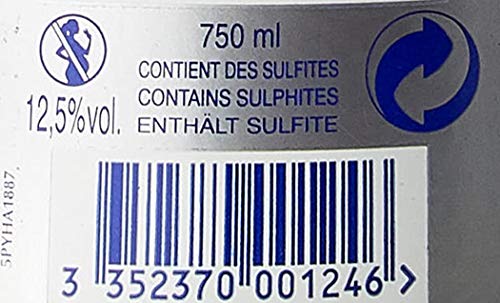 750 ml
CONTIENT DES SULFITES
CONTAINS SULPHITES
ENTHÄLT SULFITE
12,5%vol.
5PYHA1887,
3 352370 001246 >